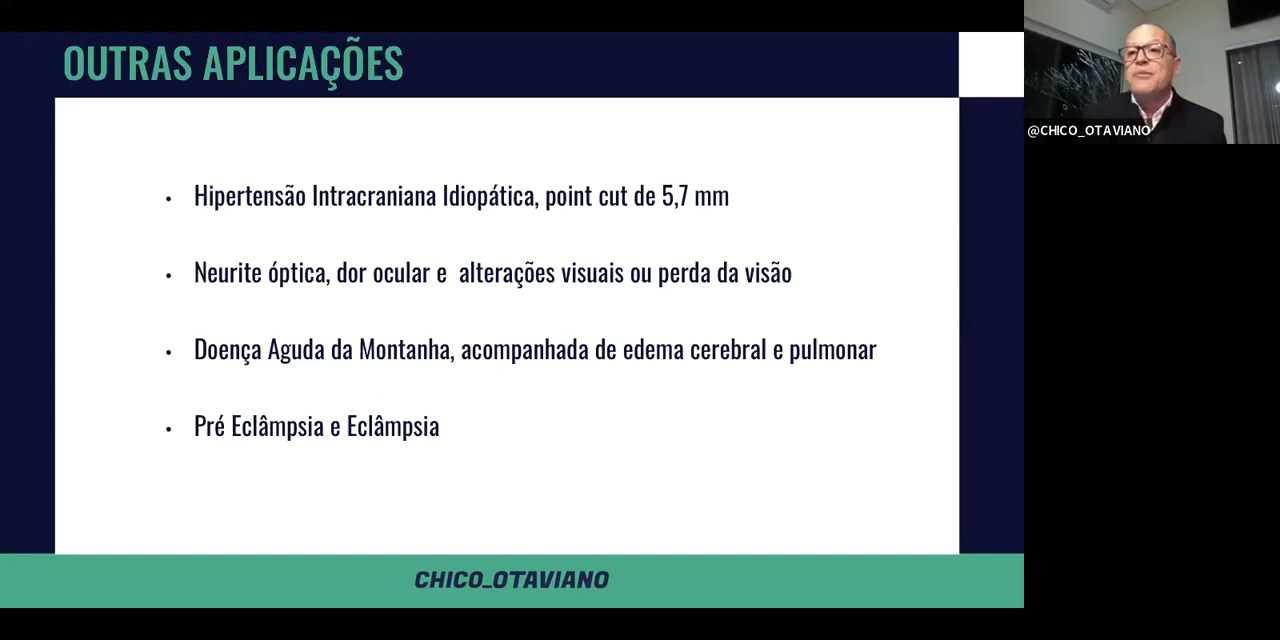 OUTRAS APLICAÇÕES
@CHICO_OTAVIANO
Hipertensão Intracraniana Idiopática, point cut de 5,7 mm
Neurite óptica, dor ocular e alterações visuais ou perda da visão
Doença Aguda da Montanha, acompanhada de edema cerebral e pulmonar
Pré Eclâmpsia e Eclâmpsia
CHICO_OTAVIANO